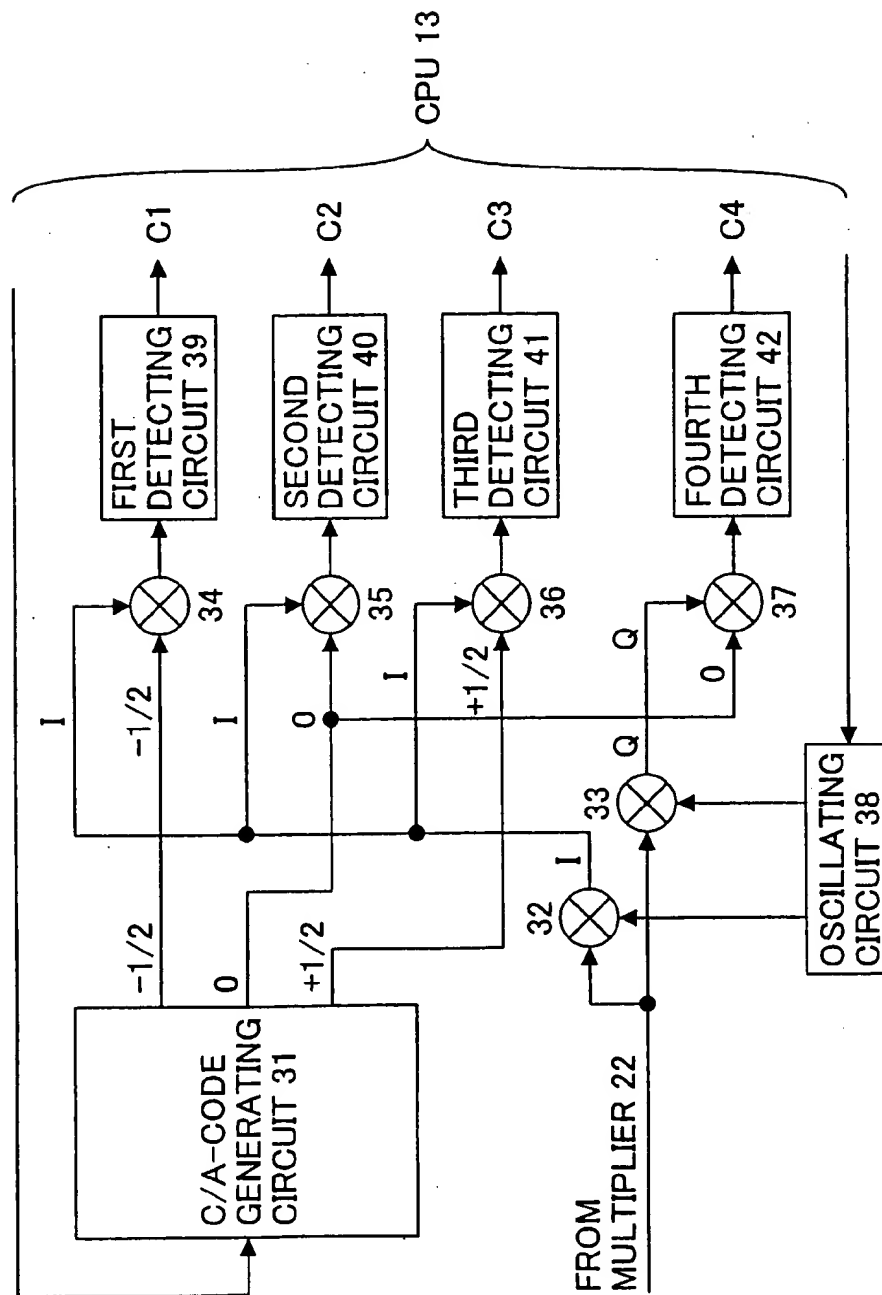 CPU 13
C1
C2
C3
C4
FIRST
DETECTING
CIRCUIT 39
SECOND
DETECTING
CIRCUIT 40
THIRD
DETECTING
CIRCUIT 41
FOURTH
DETECTING
CIRCUIT 42
34
35
36
37
I
-1/2
I
0
I
+1/2
Q
0
Q
33
I
32
-1/2
0
+1/2
C/A-CODE
GENERATING
CIRCUIT 31
OSCILLATING
CIRCUIT 38
FROM
MULTIPLIER 22